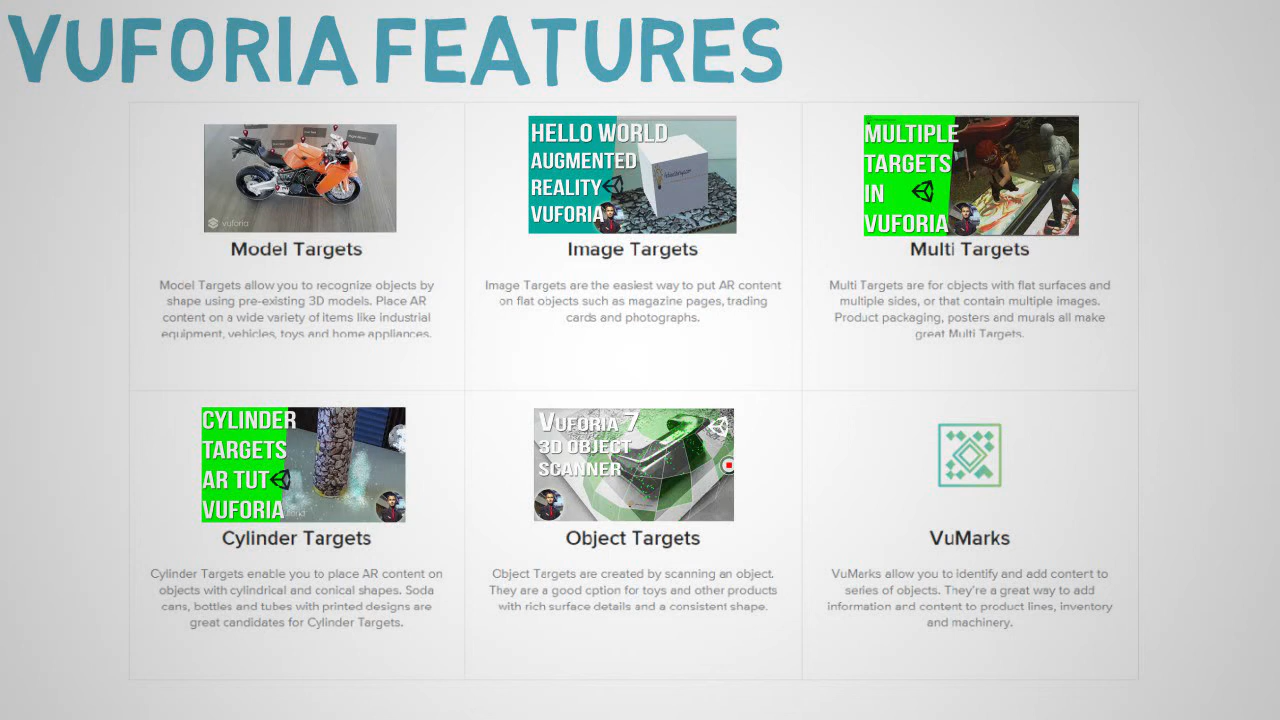 VUFORIA FEATURES
vuforia
Model Targets
Model Targets allow you to recognize objects by
shape using pre-existing 3D models. Place AR
content on a wide variety of items like industrial
equipment, vehicles, toys and home appliances.
HELLO WORLD
AUGMENTED
REALITY
VUFORIA
Image Targets
Image Targets are the easiest way to put AR content
on flat objects such as magazine pages, trading
cards and photographs.
MULTIPLE
TARGETS
IN
VUFORIA
Multi Targets
Multi Targets are for objects with flat surfaces and
multiple sides, or that contain multiple images.
Product packaging, posters and murals all make
great Multi Targets.
CYLINDER
TARGETS
AR TUT
VUFORIA
Cylinder Targets
Cylinder Targets enable you to place AR content on
objects with cylindrical and conical shapes. Soda
cans, bottles and tubes with printed designs are
great candidates for Cylinder Targets.
VUFORIA 7
3D OBJECT
SCANNER
Object Targets
Object Targets are created by scanning an object.
They are a good option for toys and other products
with rich surface details and a consistent shape.
VuMarks
VuMarks allow you to identify and add content to
series of objects. They're a great way to add
information and content to product lines, inventory
and machinery.